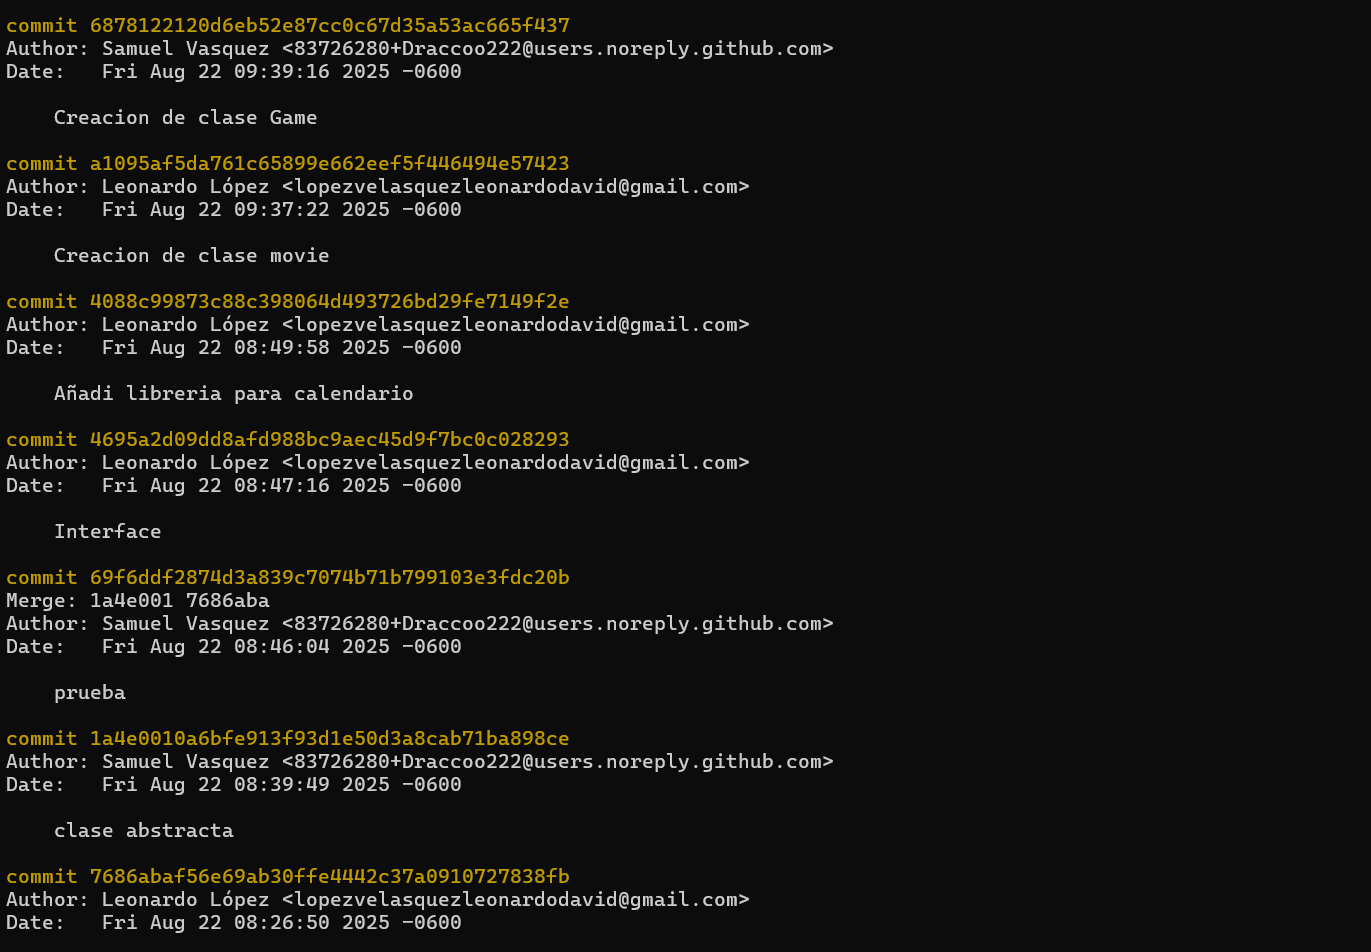 commit 6878122120d6eb52e87cc0c67d35a53ac665f437
Author: Samuel Vasquez <83726280+Draccoo222@users.noreply.github.com>
Date:   Fri Aug 22 09:39:16 2025 -0600
Creacion de clase Game
commit a1095af5da761c65899e662eef5f446494e57423
Author: Leonardo López <lopezvelasquezleonardodavid@gmail.com>
Date:   Fri Aug 22 09:37:22 2025 -0600
Creacion de clase movie
commit 4088c99873c88c398064d493726bd29fe7149f2e
Author: Leonardo López <lopezvelasquezleonardodavid@gmail.com>
Date:   Fri Aug 22 08:49:58 2025 -0600
Añadi libreria para calendario
commit 4695a2d09dd8afd988bc9aec45d9f7bc0c028293
Author: Leonardo López <lopezvelasquezleonardodavid@gmail.com>
Date:   Fri Aug 22 08:47:16 2025 -0600
Interface
commit 69f6ddf2874d3a839c7074b71b799103e3fdc20b
Merge: 1a4e001 7686aba
Author: Samuel Vasquez <83726280+Draccoo222@users.noreply.github.com>
Date:   Fri Aug 22 08:46:04 2025 -0600
prueba
commit 1a4e0010a6bfe913f93d1e50d3a8cab71ba898ce
Author: Samuel Vasquez <83726280+Draccoo222@users.noreply.github.com>
Date:   Fri Aug 22 08:39:49 2025 -0600
clase abstracta
commit 7686abaf56e69ab30ffe4442c37a0910727838fb
Author: Leonardo López <lopezvelasquezleonardodavid@gmail.com>
Date:   Fri Aug 22 08:26:50 2025 -0600